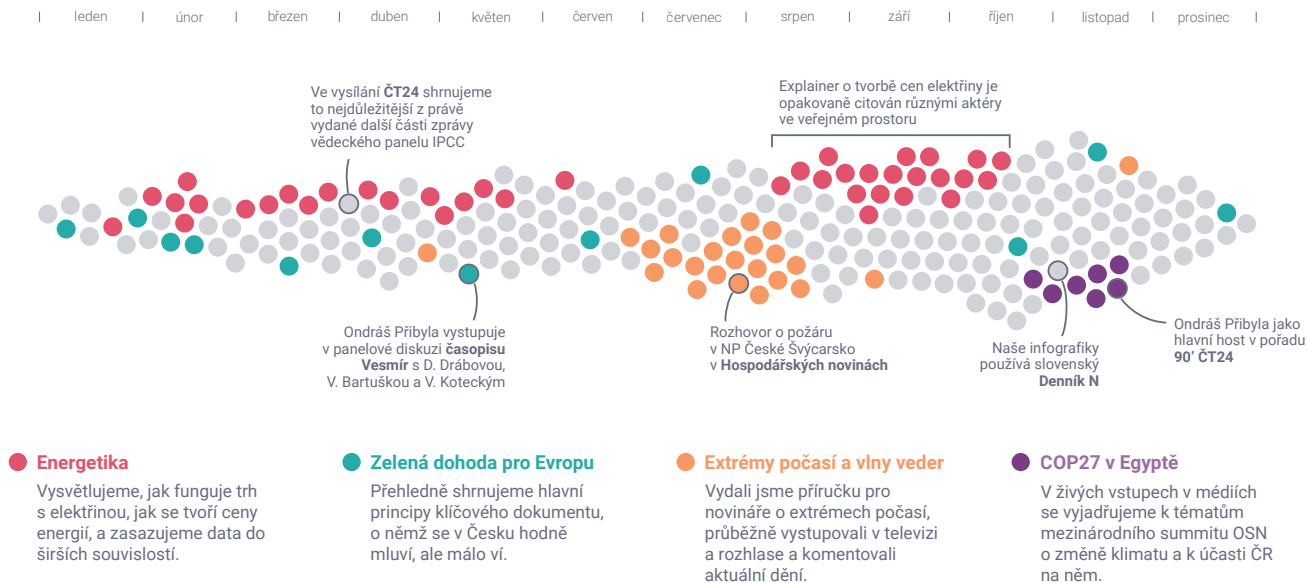 leden
únor
březen
duben
květen
červen
červenec
srpen
září
říjen
listopad
prosinec
Ve vysílání ČT24 shrnujeme
to nejdůležitější z právě
vydané další části zprávy
vědeckého panelu IPCC
Explainer o tvorbě cen elektřiny je
opakovaně citován různými aktéry
ve veřejném prostoru
Ondráš Přibyla vystupuje
v panelové diskuzi časopisu
Vesmír s D. Drábovou,
V. Bartuškou a V. Koteckým
Rozhovor o požáru
v NP České Švýcarsko
v Hospodářských novinách
Naše infografiky
používá slovenský
Denník N
Ondráš Přibyla jako
hlavní host v pořadu
90’ ČT24
Energetika
Vysvětlujeme, jak funguje trh
s elektřinou, jak se tvoří ceny
energií, a zasazujeme data do
širších souvislostí.
Zelená dohoda pro Evropu
Přehledně shrnujeme hlavní
principy klíčového dokumentu,
o němž se v Česku hodně
mluví, ale málo ví.
Extrémy počasí a vlny veder
Vydali jsme příručku pro
novináře o extrémech počasí,
průběžně vystupovali v televizi
a rozhlase a komentovali
aktuální dění.
COP27 v Egyptě
V živých vstupech v médiích
se vyjadřujeme k tématům
mezinárodního summitu OSN
o změně klimatu a k účasti ČR
na něm.